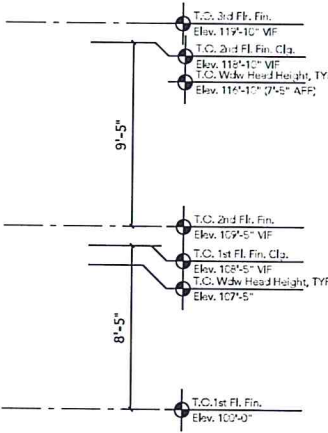 T.O. 3rd Flr. Fin.
Elev. 119'-10" VIF
T.O. 2nd Fl. Fin. Clg.
Elev. 118'-10" VIF
T.O. Wdw Head Height, TYP
Elev. 116'-10" (7'-5" AFF)
9'-5"
T.O. 2nd Flr. Fin.
Elev. 109'-5" VIF
T.O. 1st Fl. Fin. Clg.
Elev. 108'-5" VIF
T.O. Wdw Head Height, TYP
Elev. 107'-5"
8'-5"
T.O.1st Fl. Fin.
Elev. 100'-0"